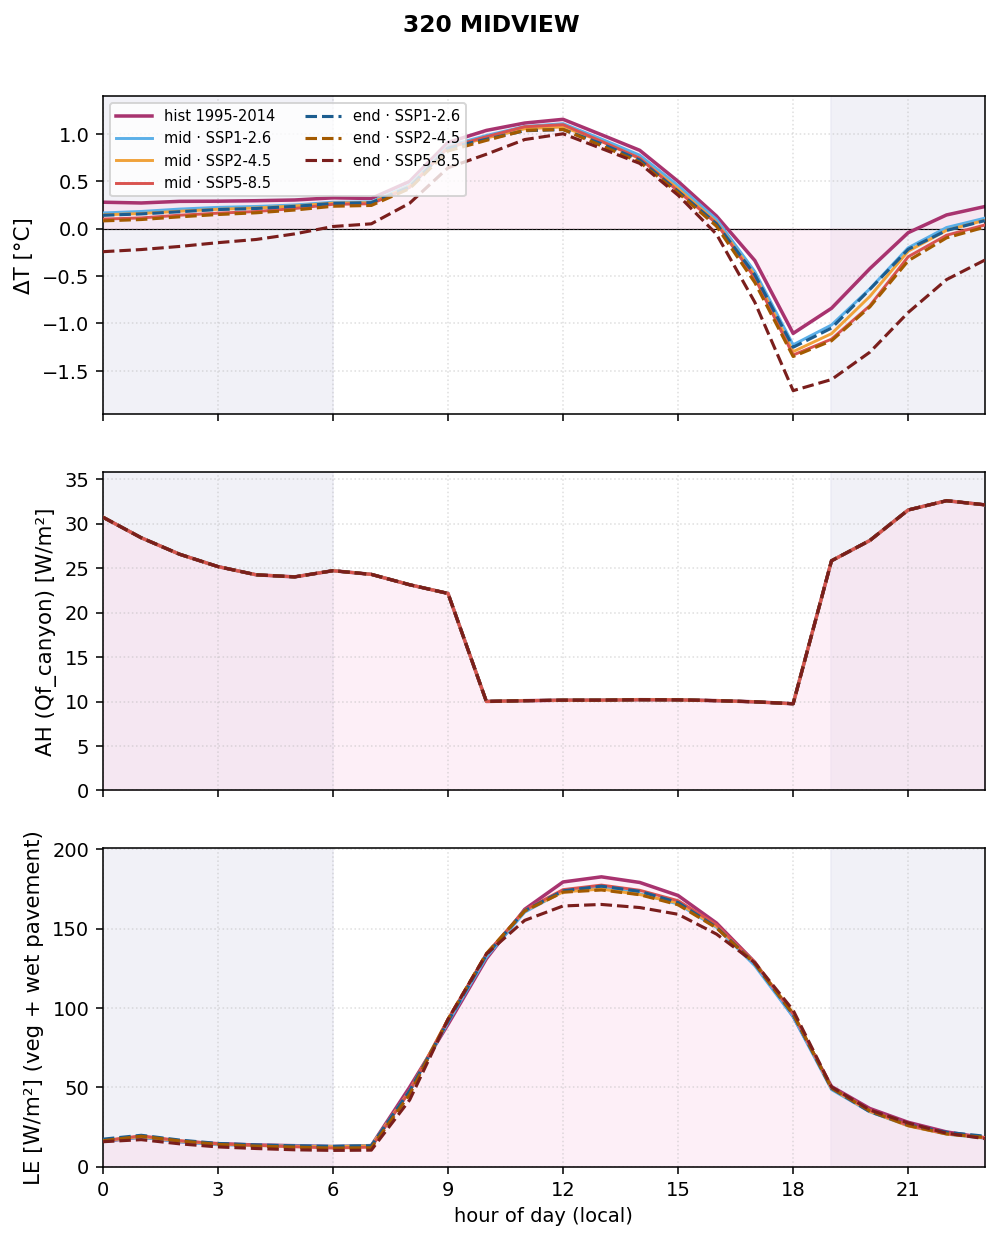 320 MIDVIEW
hist 1995-2014
mid · SSP1-2.6
mid · SSP2-4.5
mid · SSP5-8.5
end · SSP1-2.6
end · SSP2-4.5
end · SSP5-8.5
ΔT [°C]
1.0
0.5
0.0
−0.5
−1.0
−1.5
AH (Qf_canyon) [W/m²]
35
30
25
20
15
10
5
0
LE [W/m²] (veg + wet pavement)
200
150
100
50
0
0 3 6 9 12 15 18 21
hour of day (local)